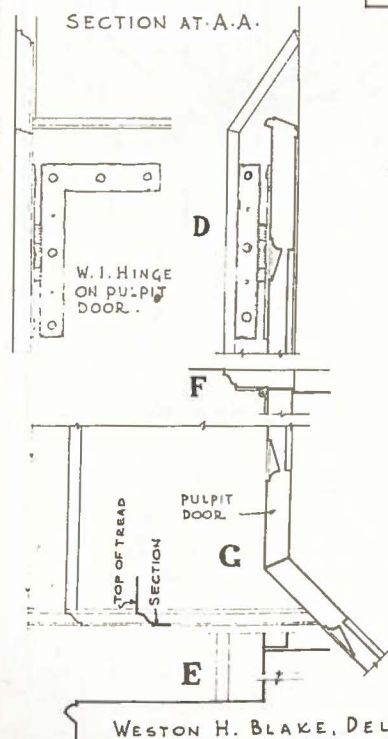 SECTION AT·A.A.
D
W.I. HINGE
ON PULPIT
DOOR.
F
PULPIT
DOOR
G
TOP OF TREAD
SECTION
E
WESTON H. BLAKE, DEL